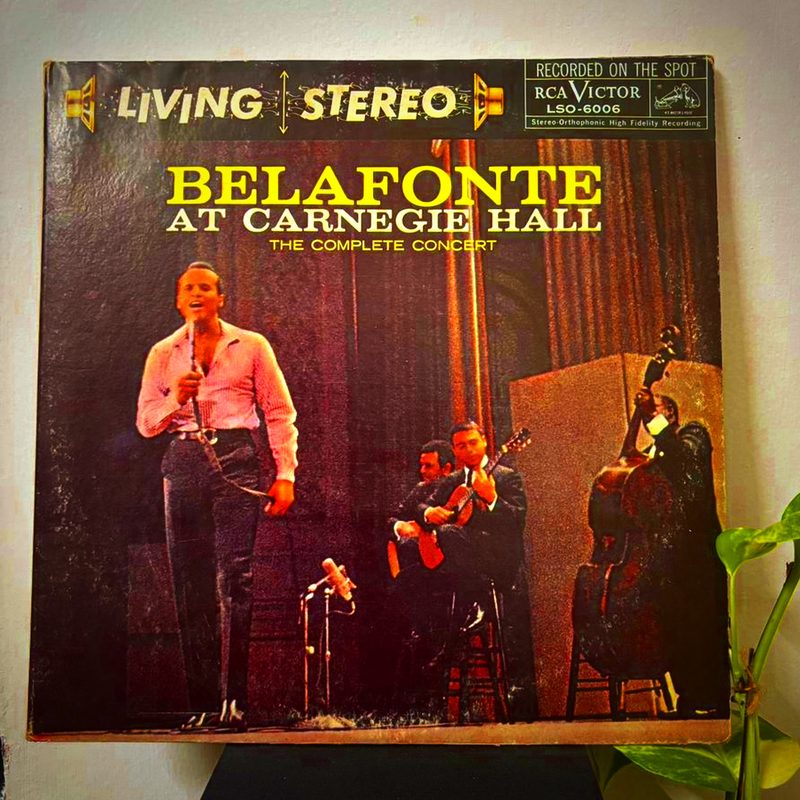 LIVING STEREO
RECORDED ON THE SPOT
RCA VICTOR
LSO-6006
Stereo-Orthophonic High Fidelity Recording
BELAFONTE
AT CARNEGIE HALL
THE COMPLETE CONCERT